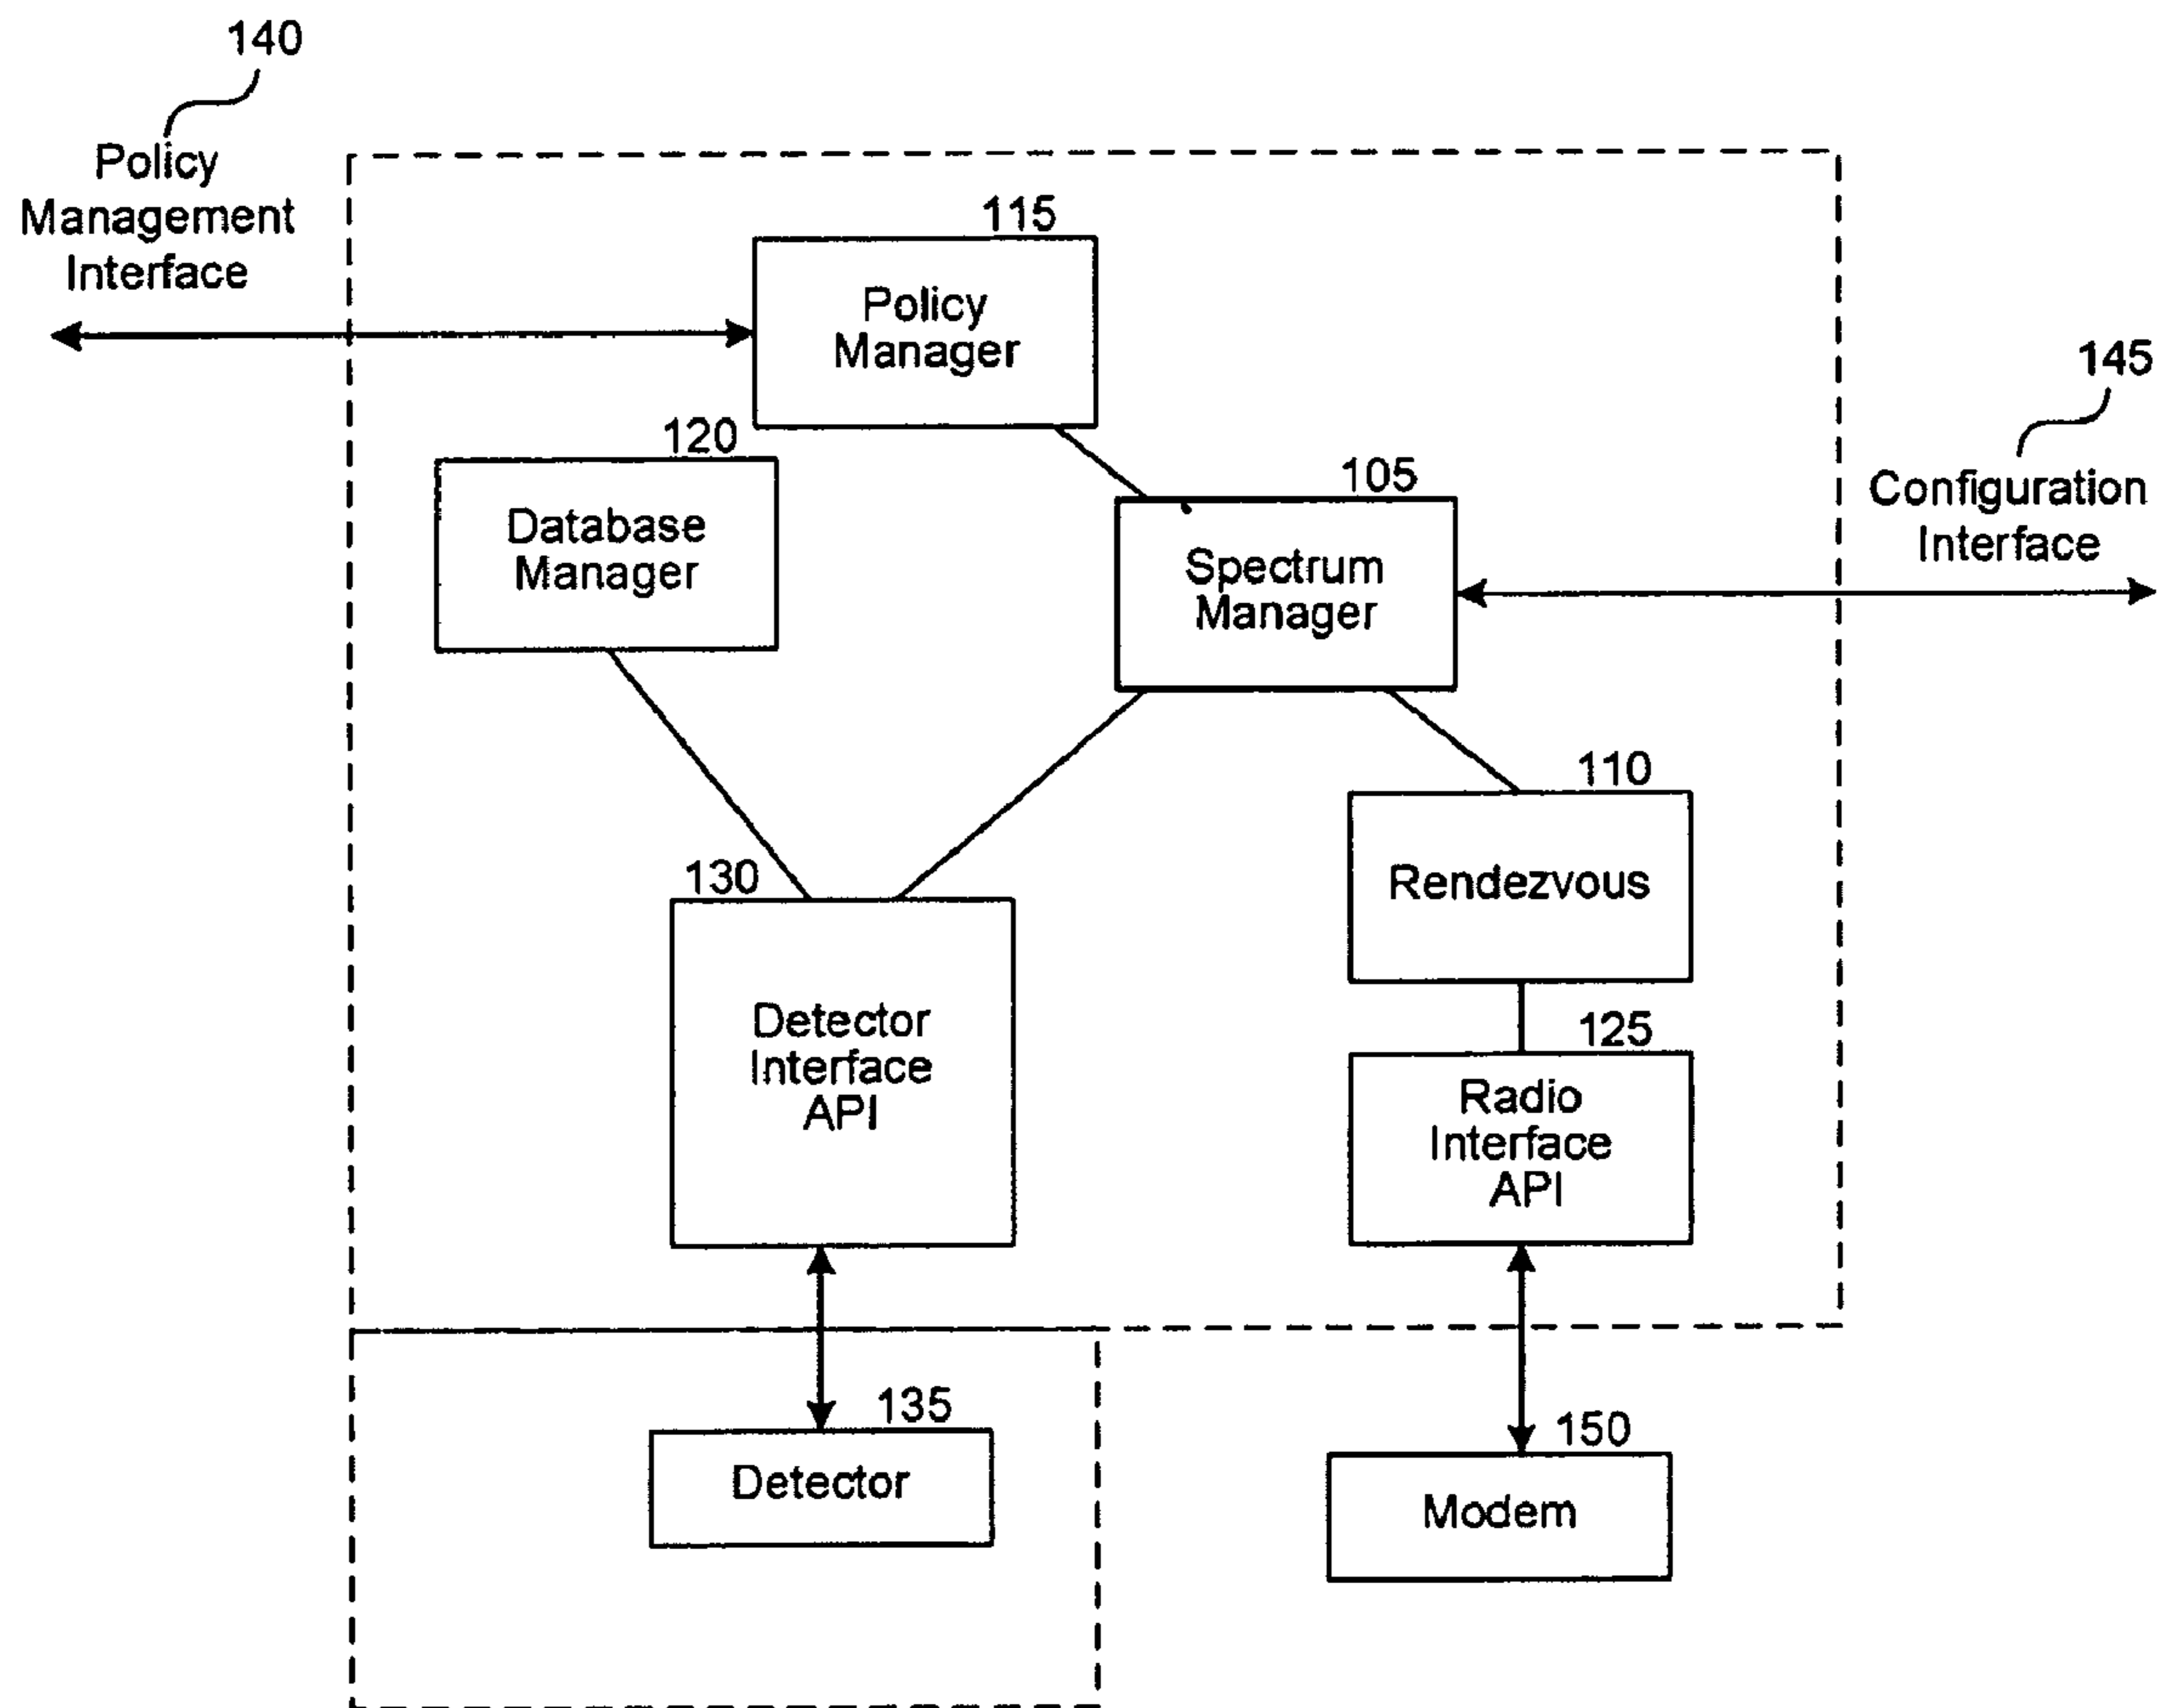 140
Policy
Management
Interface
115
Policy
Manager
145
Configuration
Interface
120
Database
Manager
105
Spectrum
Manager
110
Rendezvous
130
Detector
Interface
API
125
Radio
Interface
API
135
Detector
150
Modem